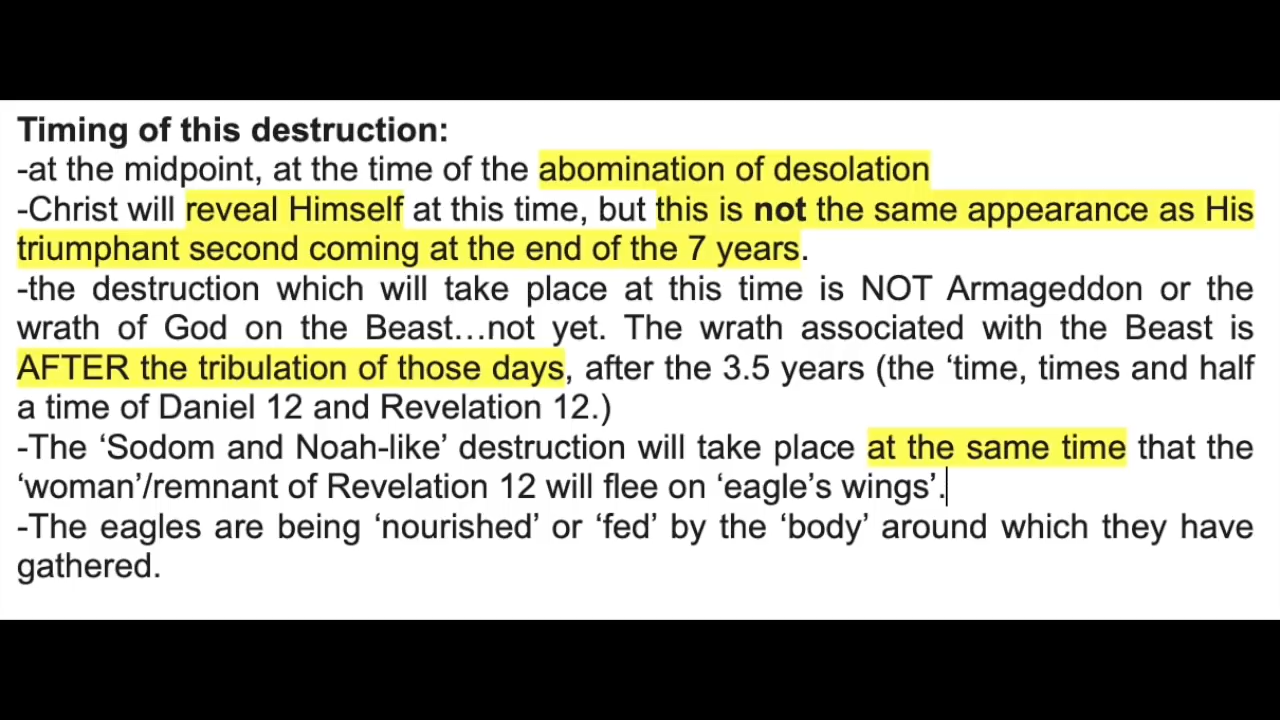 Timing of this destruction:
-at the midpoint, at the time of the abomination of desolation
-Christ will reveal Himself at this time, but this is not the same appearance as His
triumphant second coming at the end of the 7 years.
-the destruction which will take place at this time is NOT Armageddon or the
wrath of God on the Beast…not yet. The wrath associated with the Beast is
AFTER the tribulation of those days, after the 3.5 years (the ‘time, times and half
a time of Daniel 12 and Revelation 12.)
-The ‘Sodom and Noah-like’ destruction will take place at the same time that the
‘woman’/remnant of Revelation 12 will flee on ‘eagle’s wings’.
-The eagles are being ‘nourished’ or ‘fed’ by the ‘body’ around which they have
gathered.